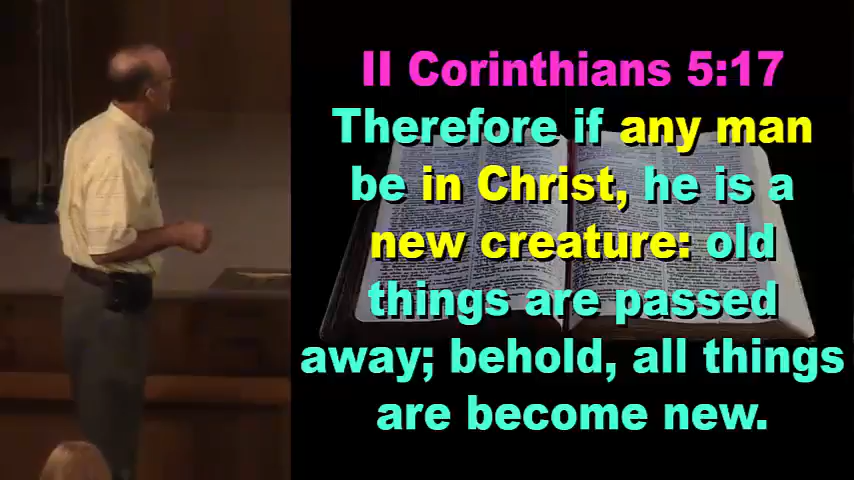 II Corinthians 5:17
Therefore if any man
be in Christ, he is a
new creature: old
things are passed
away; behold, all things
are become new.